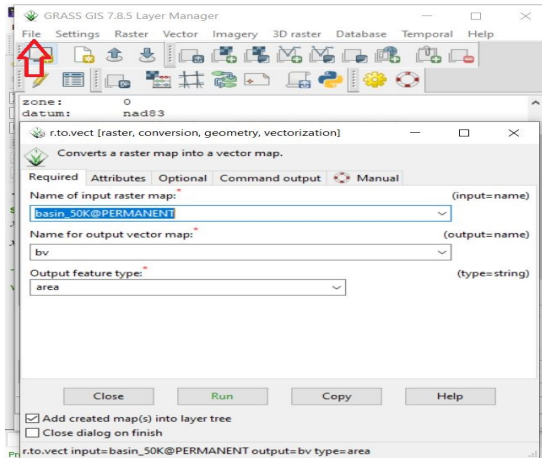 GRASS GIS 7.8.5 Layer Manager
File Settings Raster Vector Imagery 3D raster Database Temporal Help
zone: 0
datum: nad83
r.to.vect [raster, conversion, geometry, vectorization]
Converts a raster map into a vector map.
Required Attributes Optional Command output Manual
Name of input raster map:* (input=name)
basin_50K@PERMANENT
Name for output vector map:* (output=name)
bv
Output feature type:* (type=string)
area
Close Run Copy Help
Add created map(s) into layer tree
Close dialog on finish
r.to.vect input=basin_50K@PERMANENT output=bv type=area